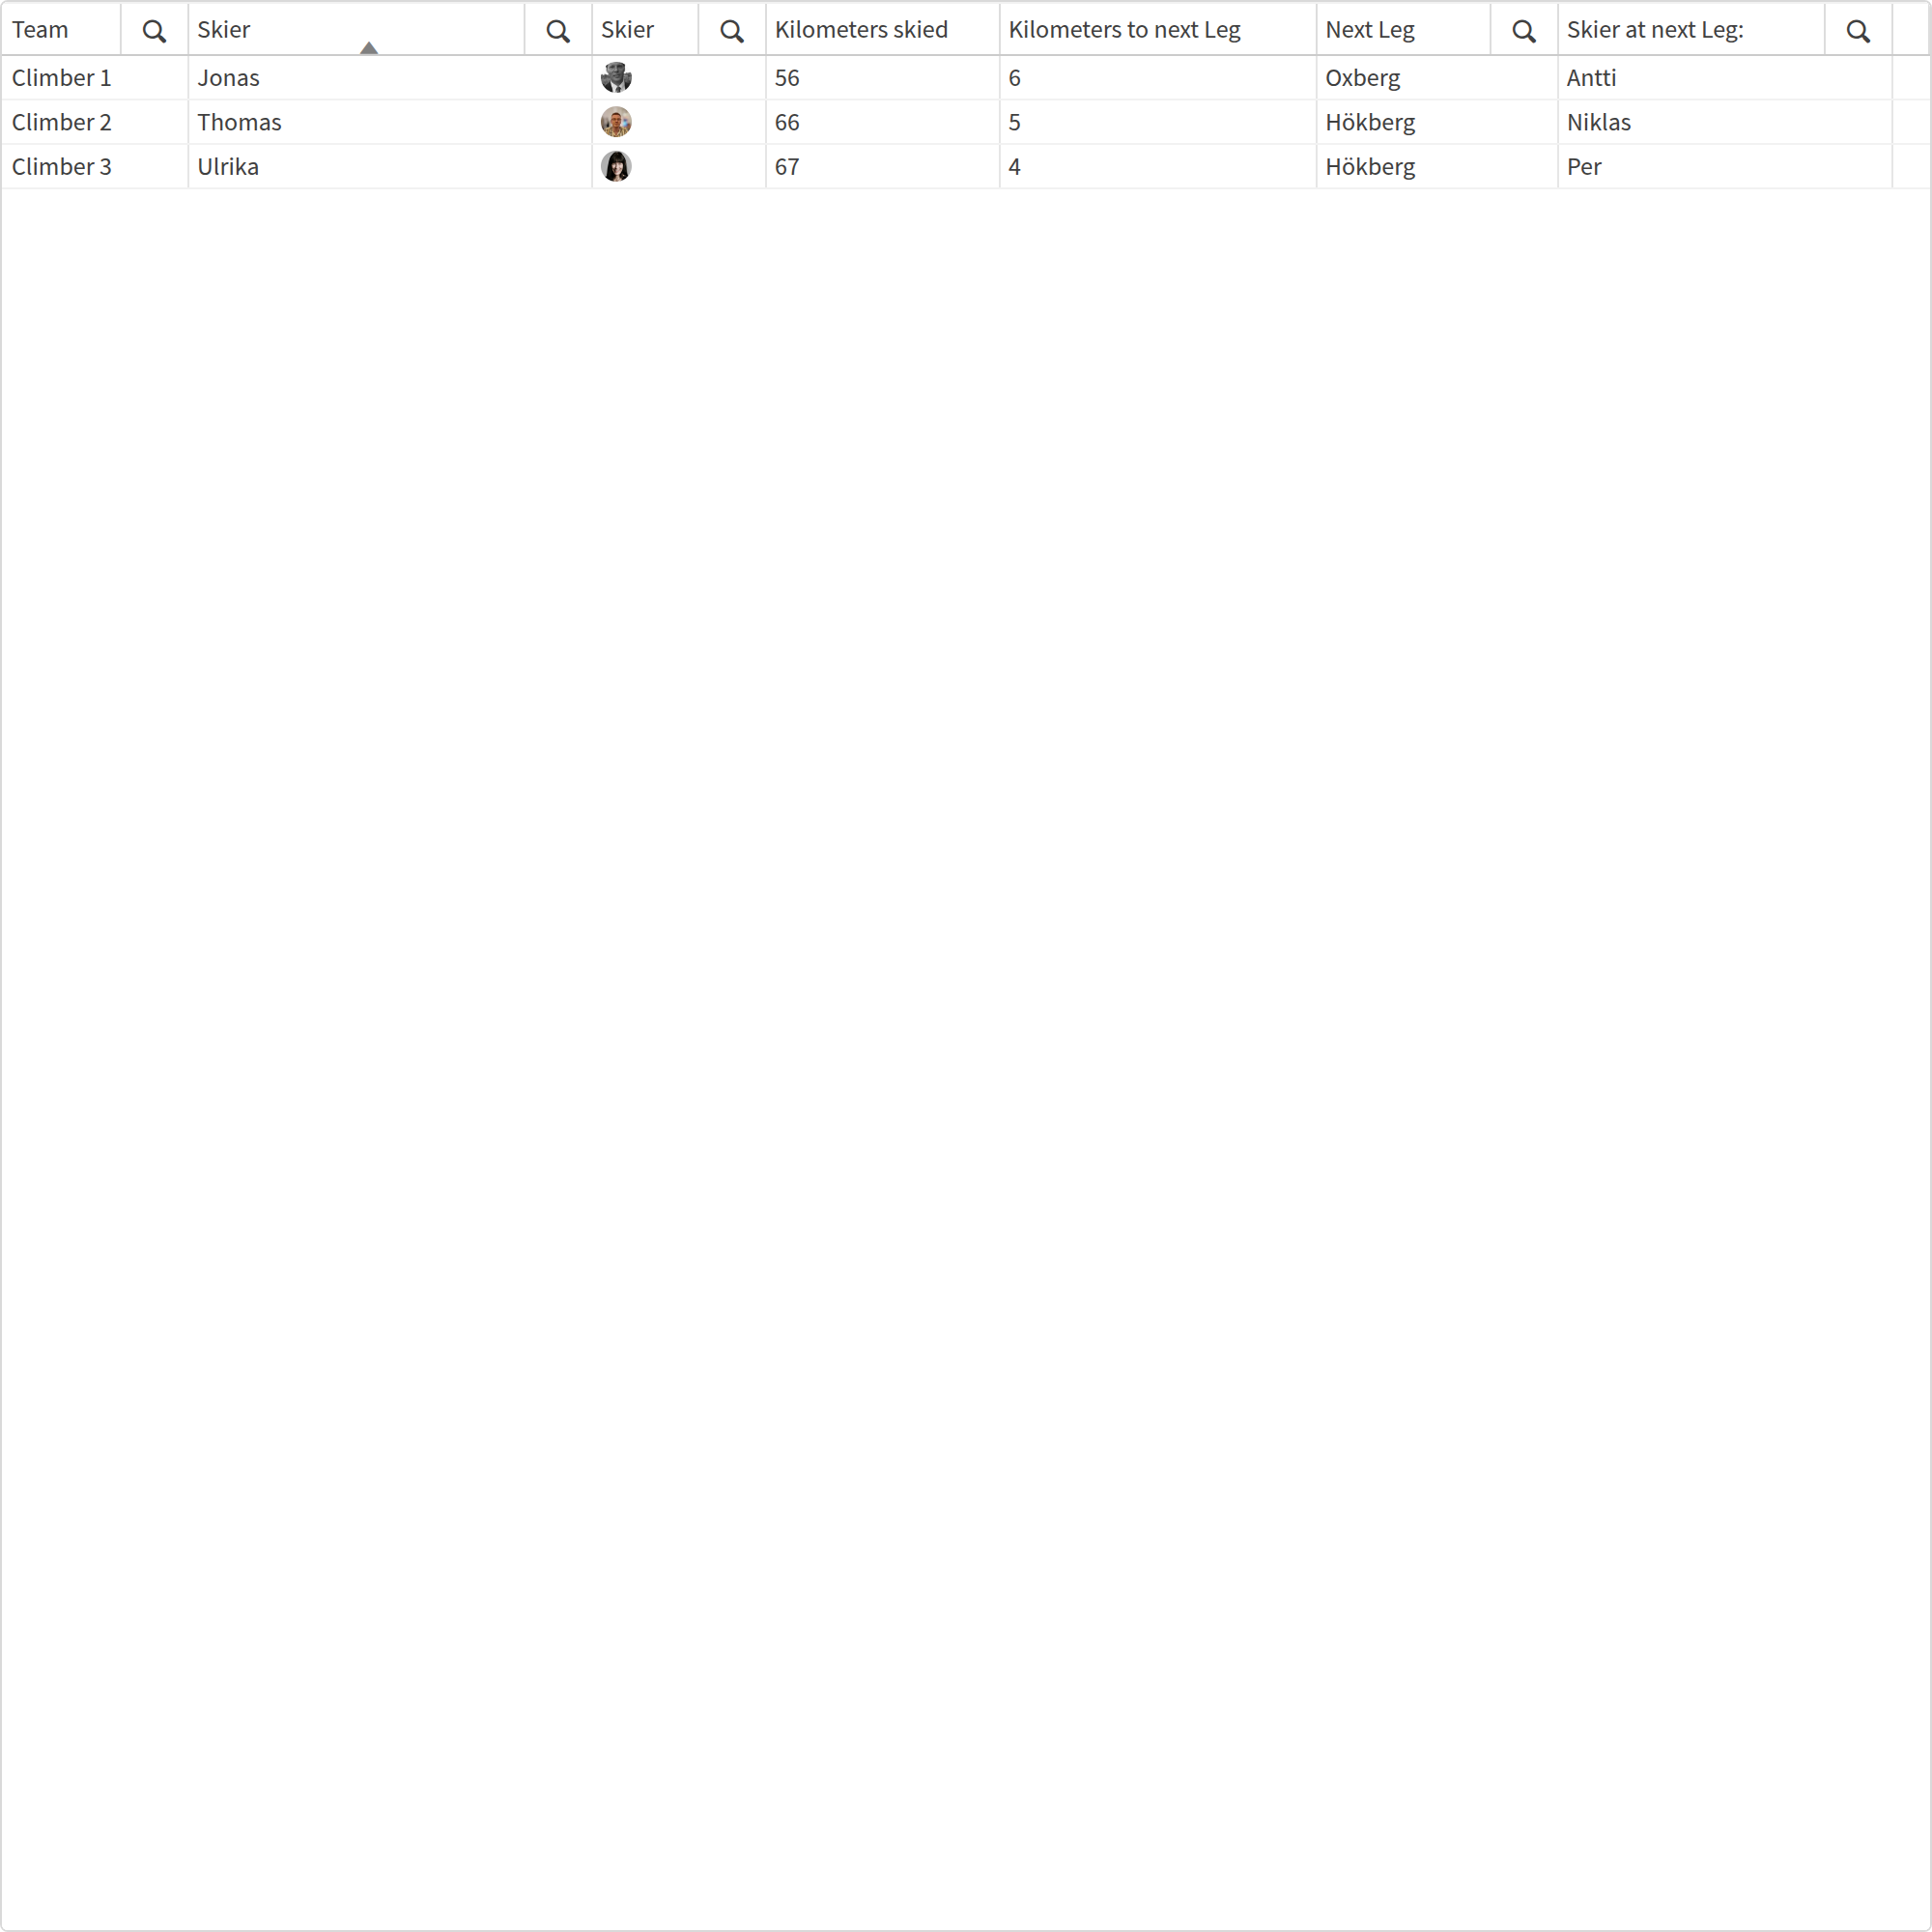 Team Skier Skier Kilometers skied Kilometers to next Leg Next Leg Skier at next Leg:
Climber 1 Jonas 56 6 Oxberg Antti
Climber 2 Thomas 66 5 Hökberg Niklas
Climber 3 Ulrika 67 4 Hökberg Per